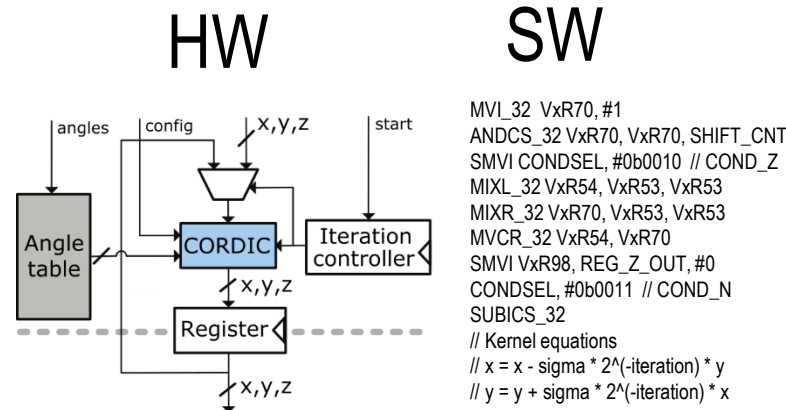 HW
SW
angles
config
x,y,z
start
Angle
table
CORDIC
Iteration
controller
x,y,z
Register
x,y,z
MVI_32 VxR70, #1
ANDCS_32 VxR70, VxR70, SHIFT_CNT
SMVI CONDSEL, #0b0010 // COND_Z
MIXL_32 VxR54, VxR53, VxR53
MIXR_32 VxR70, VxR53, VxR53
MVCR_32 VxR54, VxR70
SMVI VxR98, REG_Z_OUT, #0
CONDSEL, #0b0011 // COND_N
SUBICS_32
// Kernel equations
// x = x - sigma * 2^(-iteration) * y
// y = y + sigma * 2^(-iteration) * x